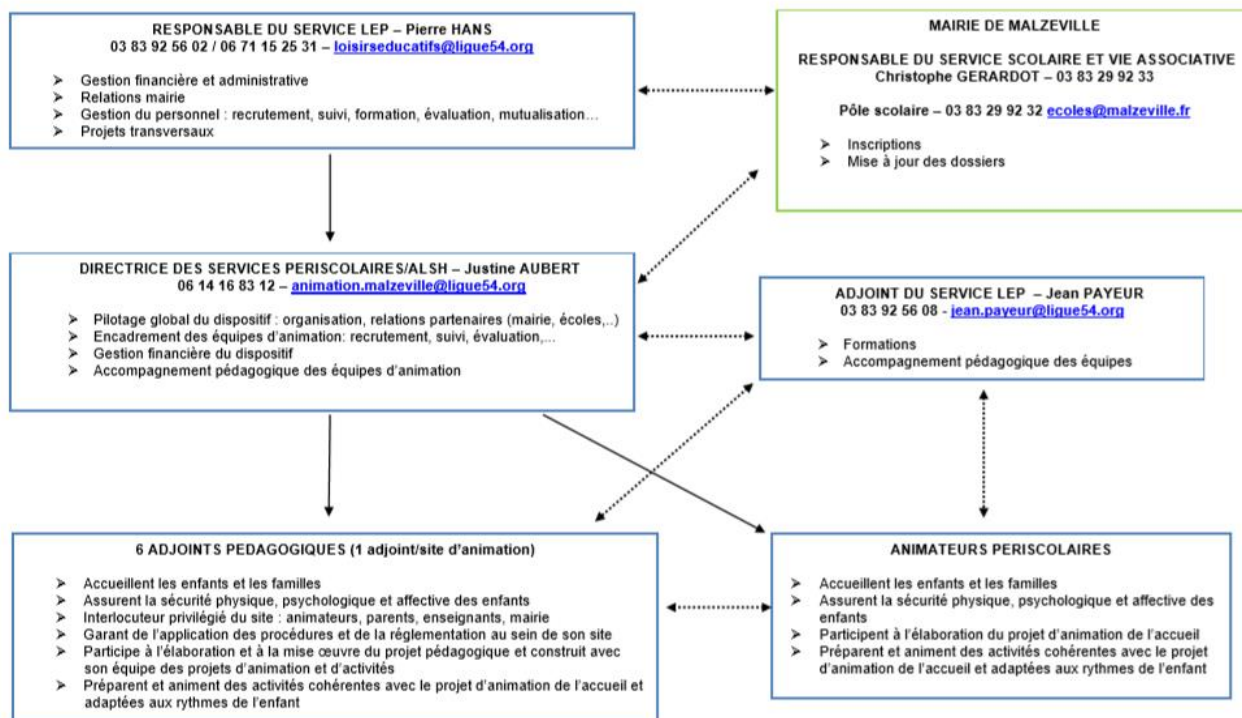 RESPONSABLE DU SERVICE LEP – Pierre HANS
03 83 92 56 02 / 06 71 15 25 31 – loisirseducatifs@ligue54.org
➢ Gestion financière et administrative
➢ Relations mairie
➢ Gestion du personnel : recrutement, suivi, formation, évaluation, mutualisation…
➢ Projets transversaux
MAIRIE DE MALZEVILLE
RESPONSABLE DU SERVICE SCOLAIRE ET VIE ASSOCIATIVE
Christophe GERARDOT – 03 83 29 92 33
Pôle scolaire – 03 83 29 92 32 ecoles@malzeville.fr
➢ Inscriptions
➢ Mise à jour des dossiers
DIRECTRICE DES SERVICES PERISCOLAIRES/ALSH – Justine AUBERT
06 14 16 83 12 – animation.malzeville@ligue54.org
➢ Pilotage global du dispositif : organisation, relations partenaires (mairie, écoles,..)
➢ Encadrement des équipes d'animation: recrutement, suivi, évaluation,...
➢ Gestion financière du dispositif
➢ Accompagnement pédagogique des équipes d'animation
ADJOINT DU SERVICE LEP – Jean PAYEUR
03 83 92 56 08 - jean.payeur@ligue54.org
➢ Formations
➢ Accompagnement pédagogique des équipes
6 ADJOINTS PEDAGOGIQUES (1 adjoint/site d'animation)
➢ Accueillent les enfants et les familles
➢ Assurent la sécurité physique, psychologique et affective des enfants
➢ Interlocuteur privilégié du site : animateurs, parents, enseignants, mairie
➢ Garant de l'application des procédures et de la réglementation au sein de son site
➢ Participe à l'élaboration et à la mise œuvre du projet pédagogique et construit avec
son équipe des projets d'animation et d'activités
➢ Préparent et animent des activités cohérentes avec le projet d'animation de l'accueil et
adaptées aux rythmes de l'enfant
ANIMATEURS PERISCOLAIRES
➢ Accueillent les enfants et les familles
➢ Assurent la sécurité physique, psychologique et affective des
enfants
➢ Participent à l'élaboration du projet d'animation de l'accueil
➢ Préparent et animent des activités cohérentes avec le projet
d'animation de l'accueil et adaptées aux rythmes de l'enfant